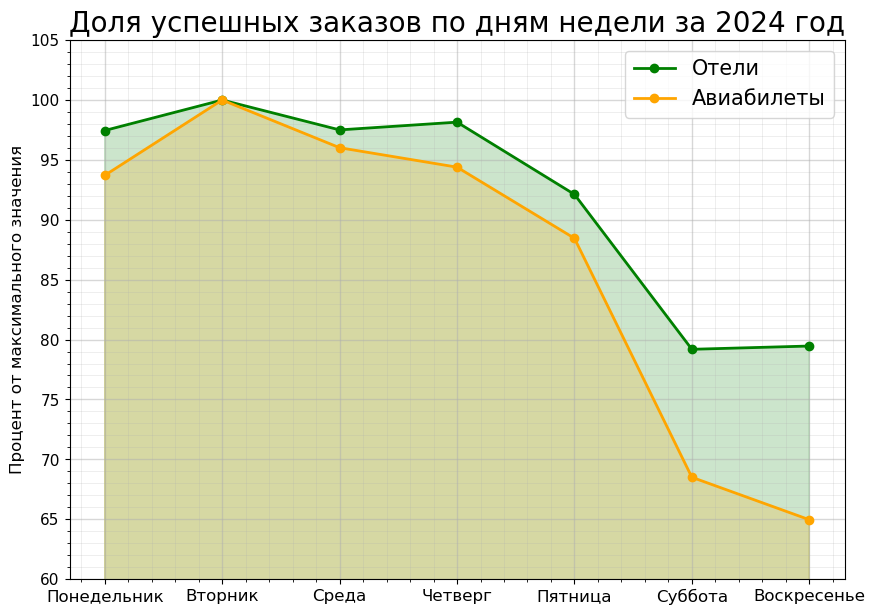 Доля успешных заказов по дням недели за 2024 год
Процент от максимального значения
105
100
95
90
85
80
75
70
65
60
Отели
Авиабилеты
Понедельник Вторник Среда Четверг Пятница Суббота Воскресенье